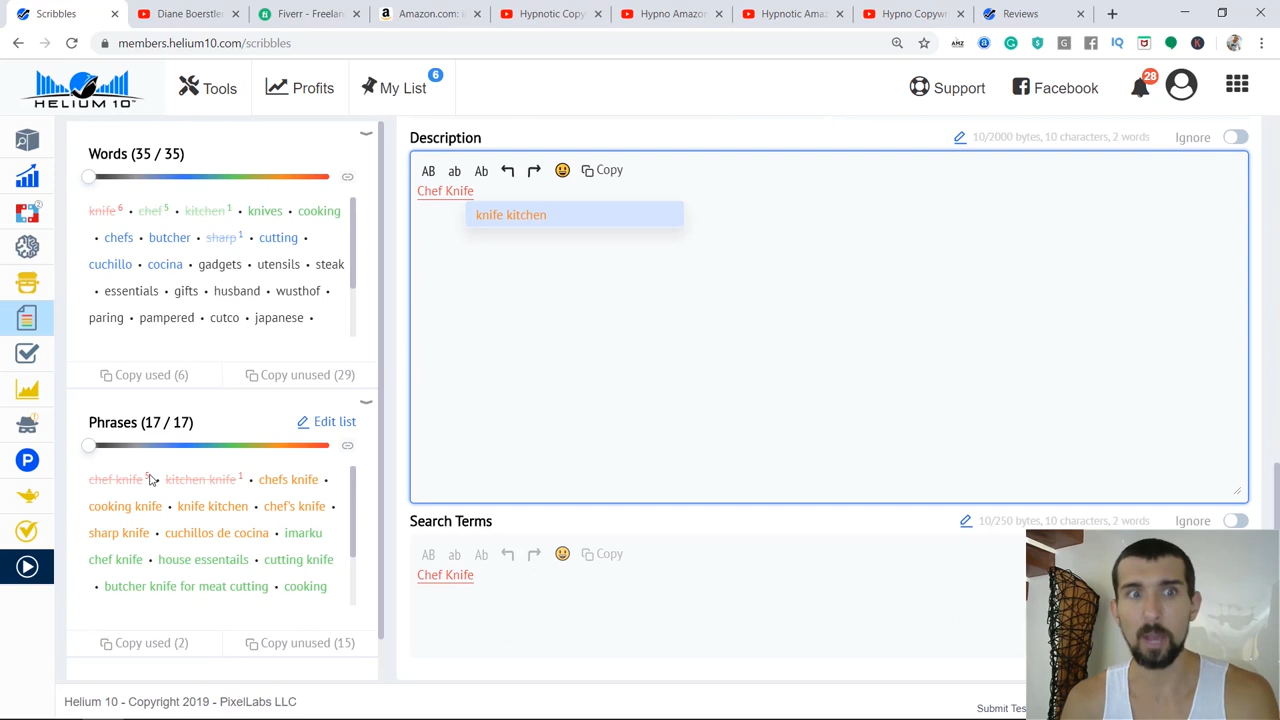 Scribbles
Diane Boerstler
Fiverr - Freelan
Amazon.com: k
Hypnotic Copy
Hypno Amazor
Hypnotic Amaz
Hypno Copywr
Reviews
members.helium10.com/scribbles
HELIUM 10
Tools
Profits
My List
6
Support
Facebook
28
Words (35 / 35)
knife 6 • chef 5 • kitchen 1 • knives • cooking
• chefs • butcher • sharp 1 • cutting •
cuchillo • cocina • gadgets • utensils • steak
• essentials • gifts • husband • wusthof •
paring • pampered • cutco • japanese •
Copy used (6)
Copy unused (29)
Phrases (17 / 17)
Edit list
chef knife 5 • kitchen knife 1 • chefs knife •
cooking knife • knife kitchen • chef's knife •
sharp knife • cuchillos de cocina • imarku
chef knife • house essentails • cutting knife
• butcher knife for meat cutting • cooking
Copy used (2)
Copy unused (15)
Description
10/2000 bytes, 10 characters, 2 words
Ignore
AB ab Ab Copy
Chef Knife
knife kitchen
Search Terms
10/250 bytes, 10 characters, 2 words
Ignore
AB ab Ab Copy
Chef Knife
Helium 10 - Copyright 2019 - PixelLabs LLC
Submit Tes